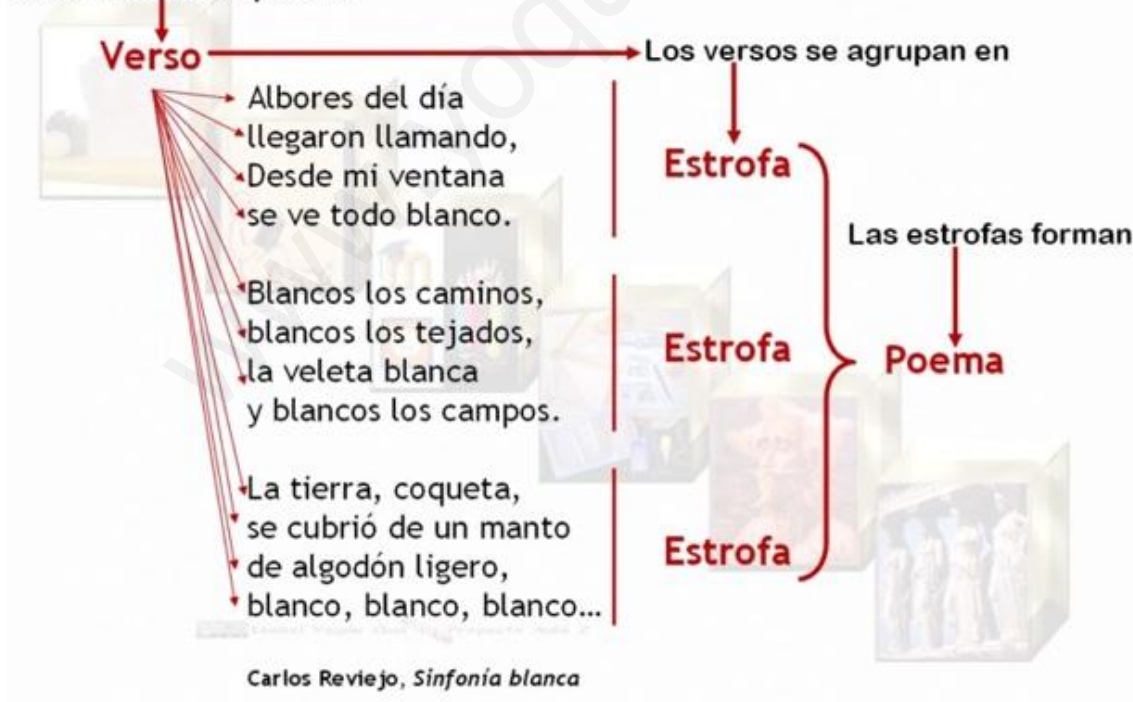 Verso
Los versos se agrupan en
Albores del día
llegaron llamando,
Desde mi ventana
se ve todo blanco.
Estrofa
Las estrofas forman
Blancos los caminos,
blancos los tejados,
la veleta blanca
y blancos los campos.
Estrofa
Poema
La tierra, coqueta,
se cubrió de un manto
de algodón ligero,
blanco, blanco, blanco...
Estrofa
Carlos Reviejo, Sinfonía blanca